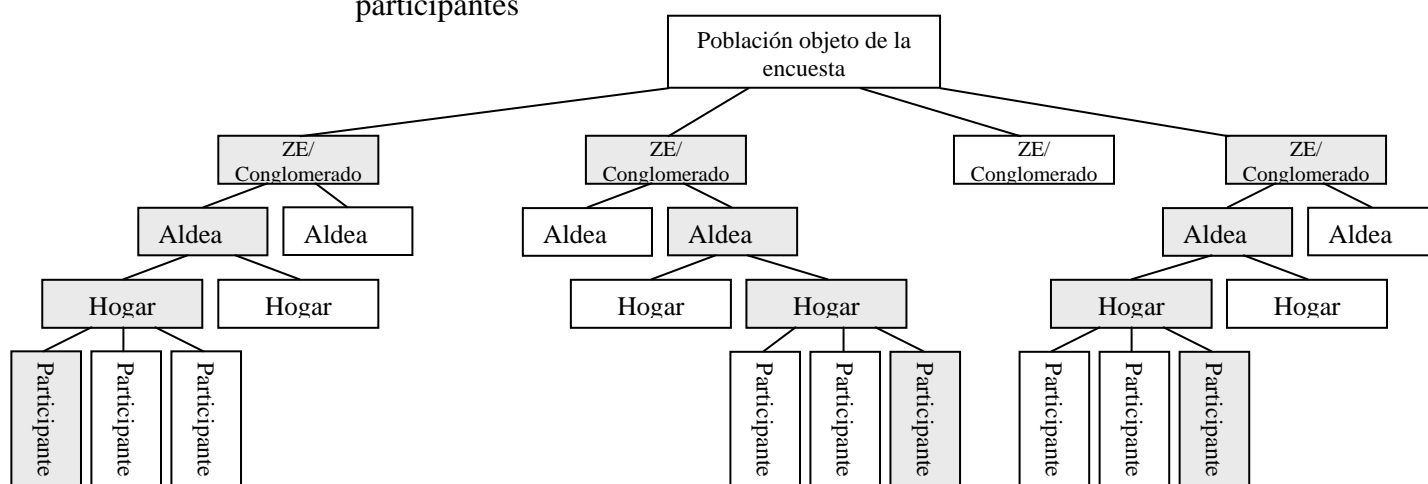 participantes
Población objeto de la
encuesta
ZE/
Conglomerado
ZE/
Conglomerado
ZE/
Conglomerado
ZE/
Conglomerado
Aldea
Aldea
Aldea
Aldea
Aldea
Aldea
Hogar
Hogar
Hogar
Hogar
Hogar
Hogar
Participante
Participante
Participante
Participante
Participante
Participante
Participante
Participante
Participante